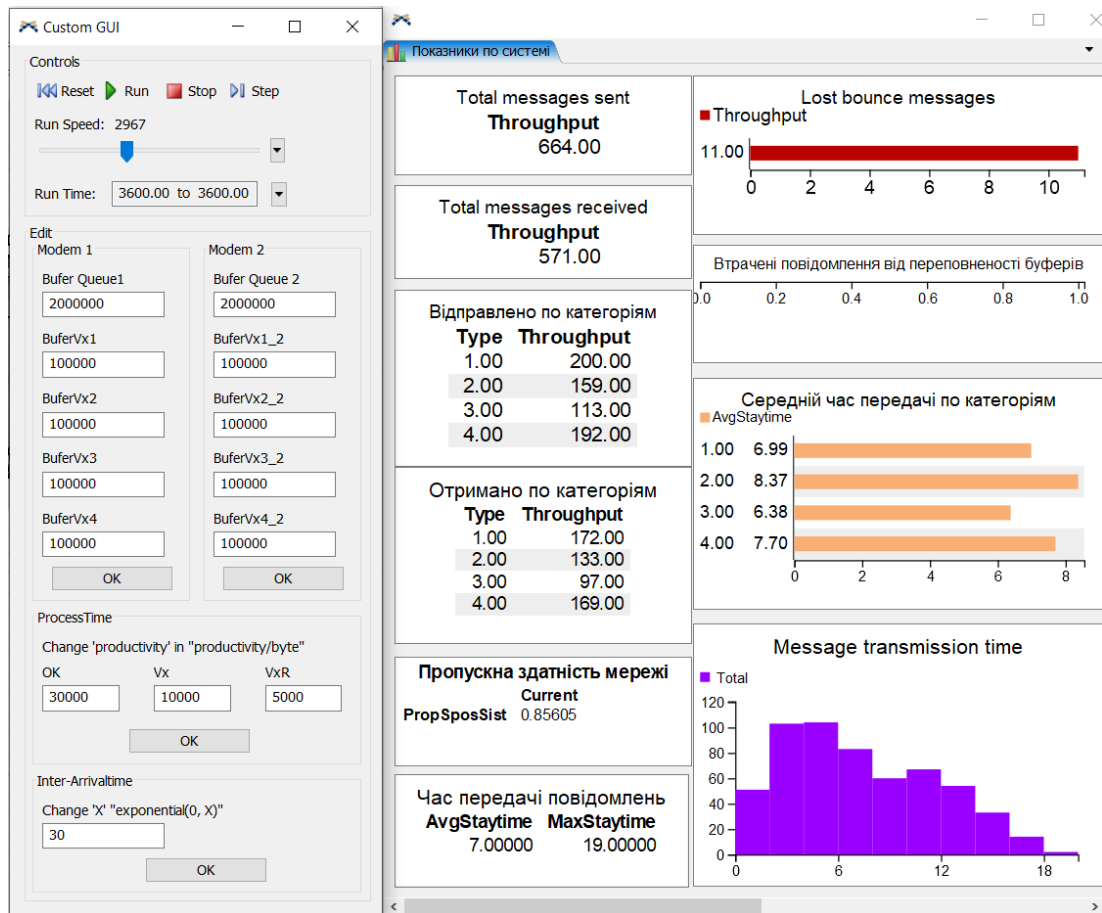 Custom GUI
Controls
Reset Run Stop Step
Run Speed: 2967
Run Time: 3600.00 to 3600.00
Edit
Modem 1
Bufer Queue1
2000000
BuferVx1
100000
BuferVx2
100000
BuferVx3
100000
BuferVx4
100000
OK
Modem 2
Bufer Queue 2
2000000
BuferVx1_2
100000
BuferVx2_2
100000
BuferVx3_2
100000
BuferVx4_2
100000
OK
ProcessTime
Change 'productivity' in "productivity/byte"
OK Vx VxR
30000 10000 5000
OK
Inter-Arrivaltime
Change 'X' "exponential(0, X)"
30
OK
Показники по системі
Total messages sent
Throughput
664.00
Total messages received
Throughput
571.00
Відправлено по категоріям
Type Throughput
1.00 200.00
2.00 159.00
3.00 113.00
4.00 192.00
Отримано по категоріям
Type Throughput
1.00 172.00
2.00 133.00
3.00 97.00
4.00 169.00
Пропускна здатність мережі
Current
PropSposSist 0.85605
Час передачі повідомлень
AvgStaytime MaxStaytime
7.00000 19.00000
Lost bounce messages
Throughput
11.00
0 2 4 6 8 10
Втрачені повідомлення від переповненості буферів
0.0 0.2 0.4 0.6 0.8 1.0
Середній час передачі по категоріям
AvgStaytime
1.00 6.99
2.00 8.37
3.00 6.38
4.00 7.70
0 2 4 6 8
Message transmission time
Total
120
100
80
60
40
20
0
0 6 12 18